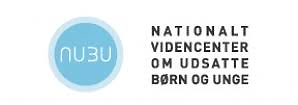 NUBU
NATIONALT
VIDENCENTER
OM UDSATTE
BØRN OG UNGE